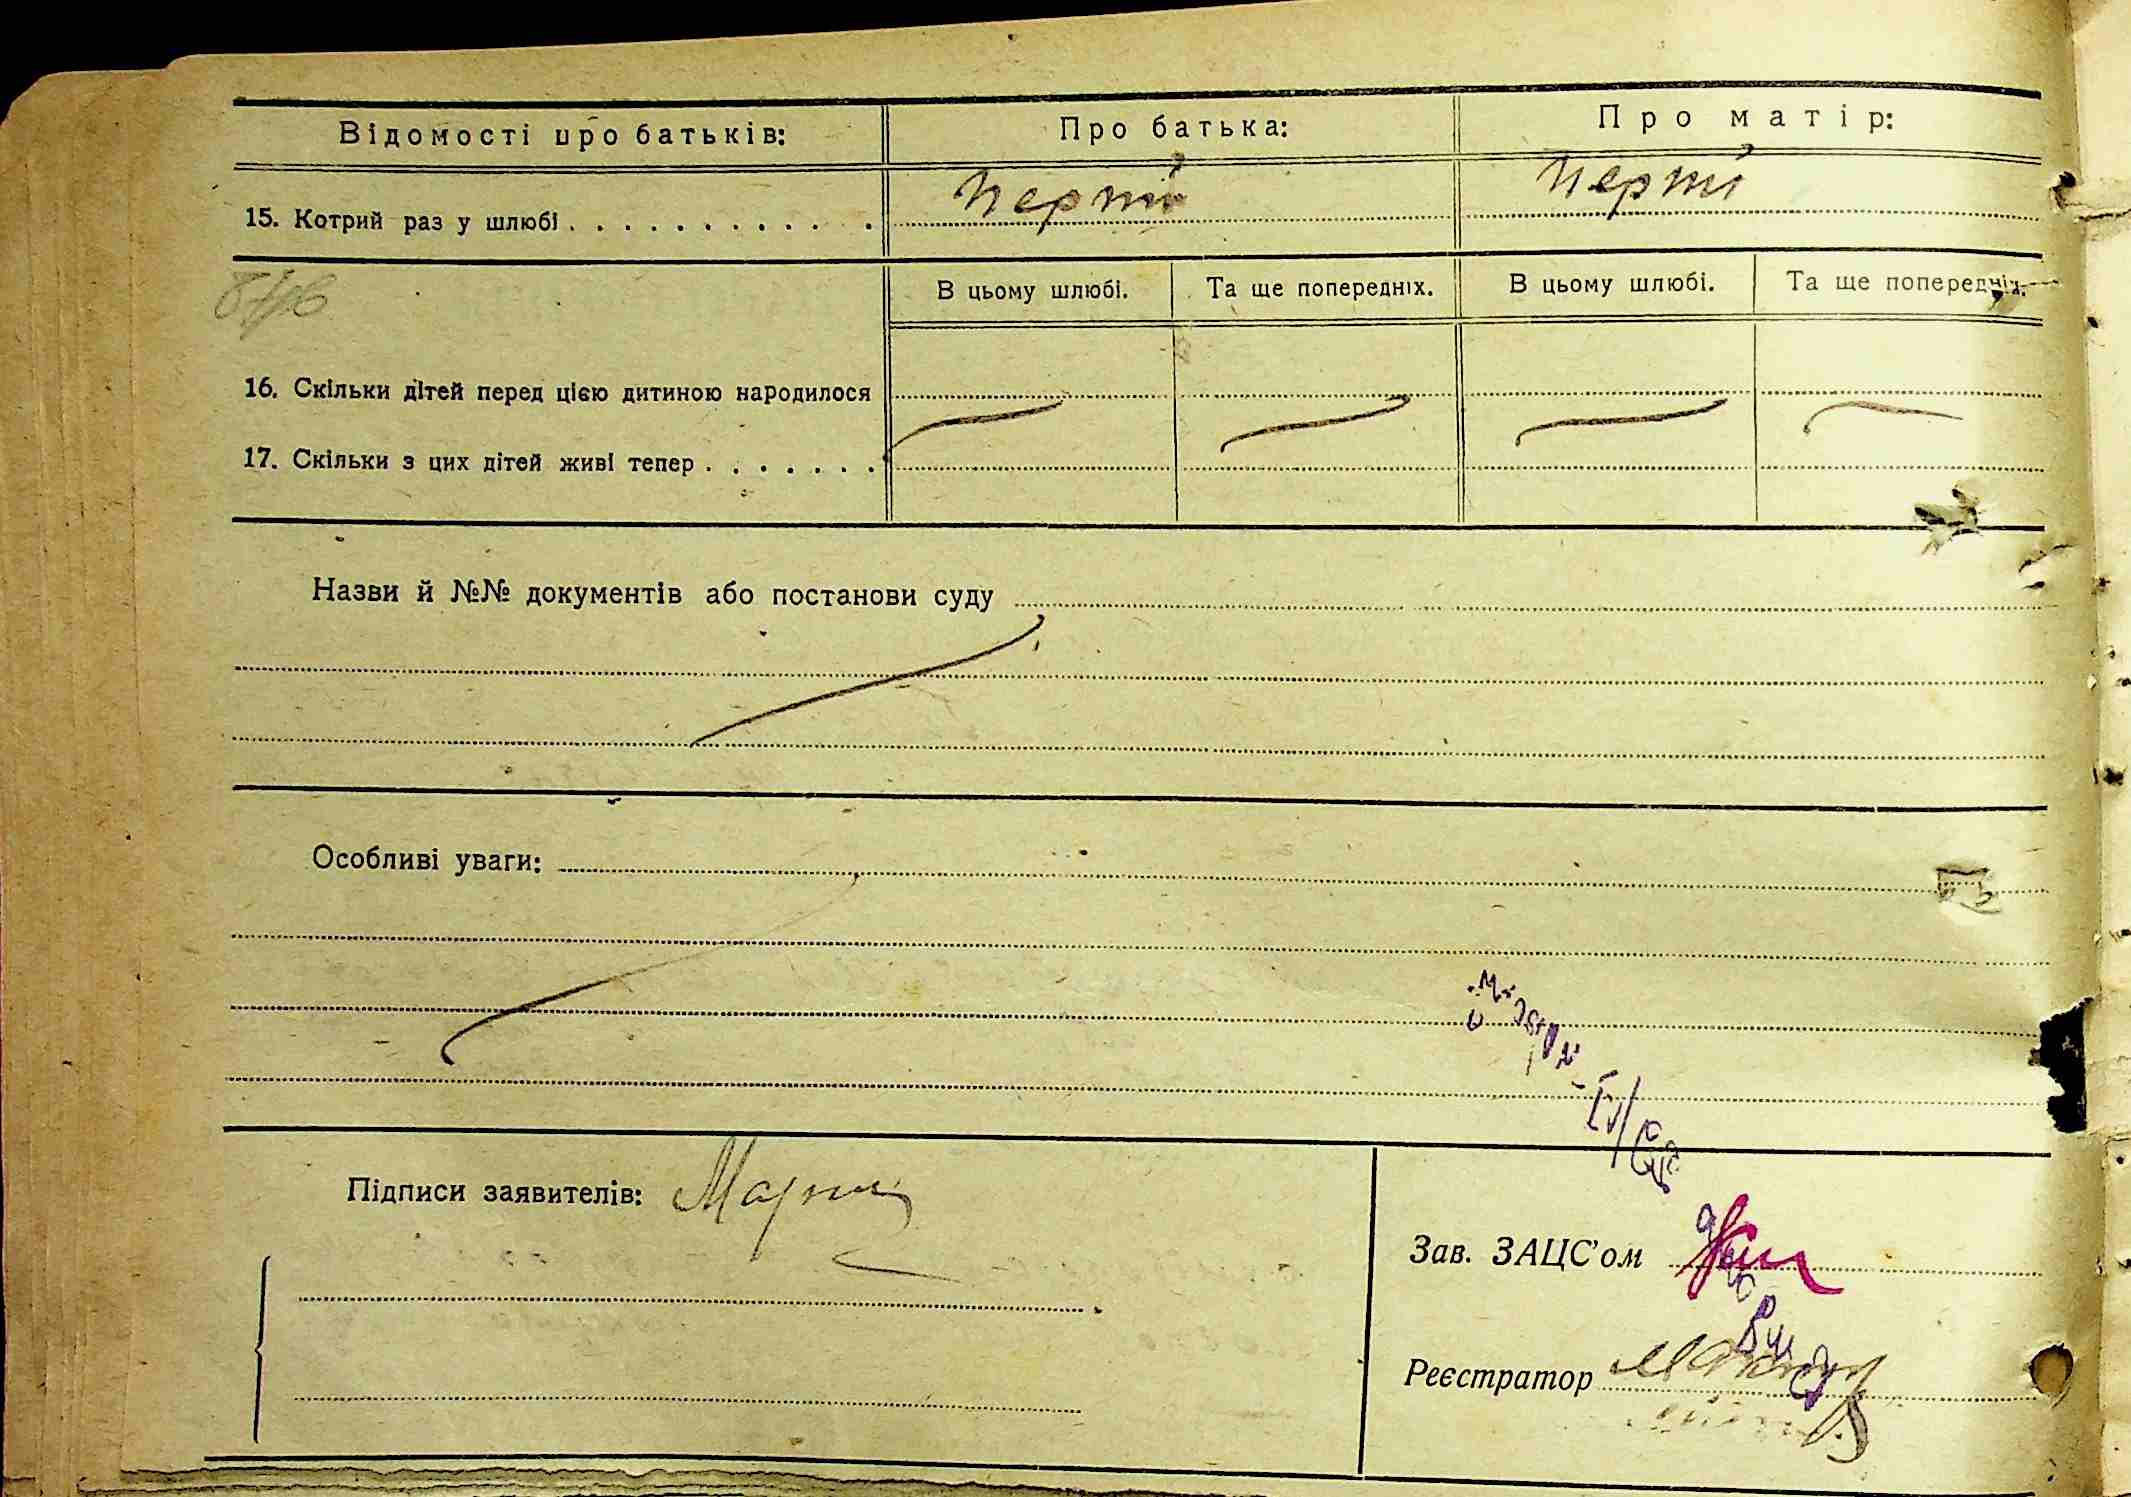 Відомості про батьків: Про батька: Про матір:
15. Котрий раз у шлюбі . . . . . . . . . . . . Перший Перший
В цьому шлюбі. Та ще попередніх. В цьому шлюбі. Та ще попередніх.
16. Скільки дітей перед цією дитиною народилося
17. Скільки з цих дітей живі тепер . . . . . . .
Назви й №№ документів або постанови суду
Особливі уваги:
Підписи заявителів:
Зав. ЗАЦС'ом
Реєстратор